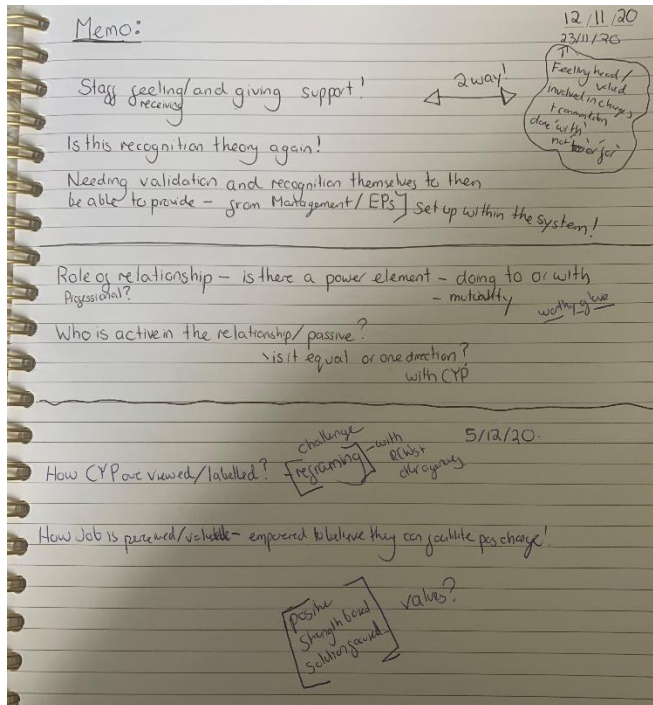 Memo:
12/11/20
23/11/20
Staff feeling/and giving support!
receiving
2 way!
Feeling heard/
valued
involved in changes
+
done 'with'
not 'to' or 'for'
Is this recognition theory again!
Needing validation and recognition themselves to then
be able to provide - from Management/EPs] set up within the system!
Role of relationship - is there a power element - doing to or with
Professional?
- mutuality
Who is active in the relationship/passive?
is it equal or one direction?
with CYP
5/12/20.
challenge
How CYP are viewed/labelled? - [reframing] - with
RCWs +
other agencies
How Job is perceived/valuable - empowered to believe they can facilitate pos change!
[positive
Strength based
Solution focused]
values?